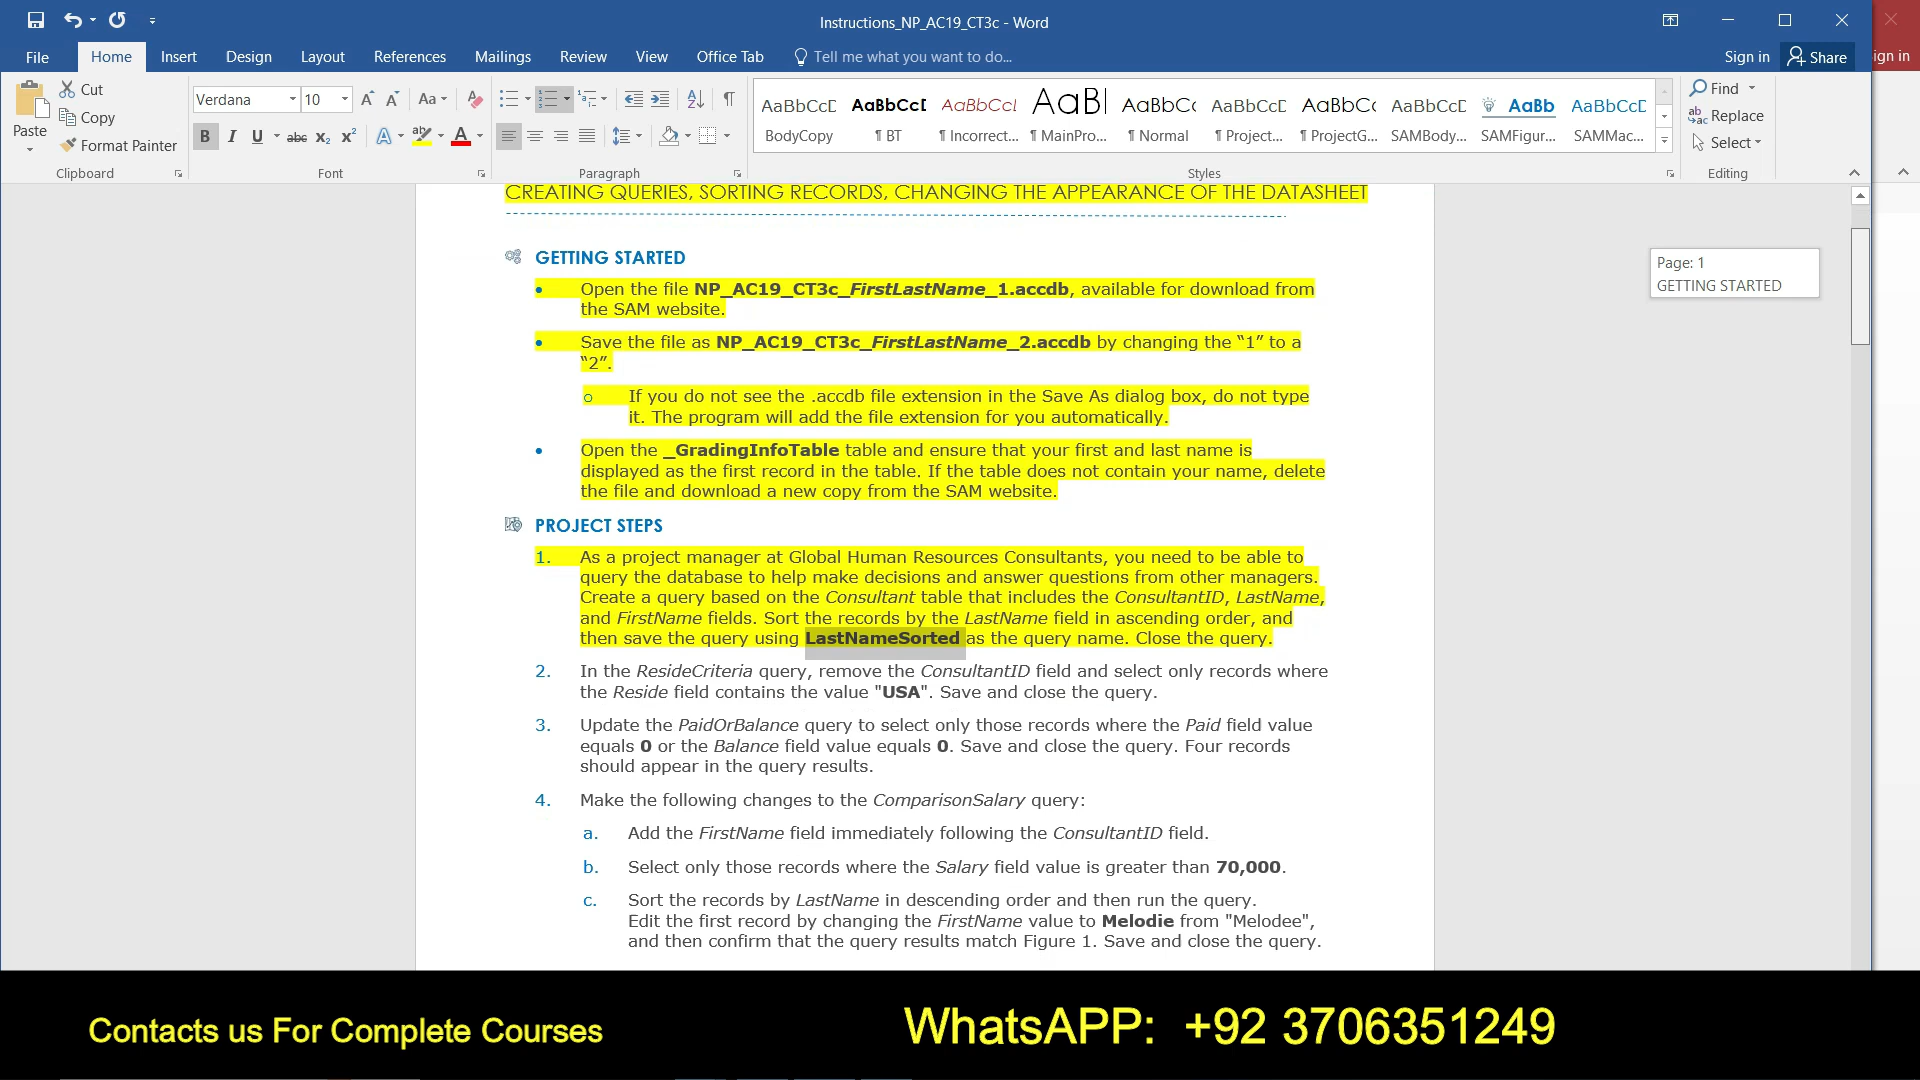 Instructions_NP_AC19_CT3c - Word
File Home Insert Design Layout References Mailings Review View Office Tab Tell me what you want to do... Sign in Share
Sign in
Paste Cut
Copy
Format Painter
Clipboard
Verdana 10 Aa
B I U abc X2 X2 A ab A
Font
Paragraph
AaBbCcD AaBbCcD AaBbCcI AaBl AaBbCc AaBbCcD AaBbCc AaBbCcD AaBb AaBbCcD
BodyCopy ¶ BT ¶ Incorrect... ¶ MainPro... ¶ Normal ¶ Project... ¶ ProjectG... SAMBody... SAMFigur... SAMMac...
Styles
Find
Replace
Select
Editing
CREATING QUERIES, SORTING RECORDS, CHANGING THE APPEARANCE OF THE DATASHEET
GETTING STARTED
• Open the file NP_AC19_CT3c_FirstLastName_1.accdb, available for download from
the SAM website.
• Save the file as NP_AC19_CT3c_FirstLastName_2.accdb by changing the “1” to a
“2”.
o If you do not see the .accdb file extension in the Save As dialog box, do not type
it. The program will add the file extension for you automatically.
• Open the _GradingInfoTable table and ensure that your first and last name is
displayed as the first record in the table. If the table does not contain your name, delete
the file and download a new copy from the SAM website.
PROJECT STEPS
1. As a project manager at Global Human Resources Consultants, you need to be able to
query the database to help make decisions and answer questions from other managers.
Create a query based on the Consultant table that includes the ConsultantID, LastName,
and FirstName fields. Sort the records by the LastName field in ascending order, and
then save the query using LastNameSorted as the query name. Close the query.
2. In the ResideCriteria query, remove the ConsultantID field and select only records where
the Reside field contains the value "USA". Save and close the query.
3. Update the PaidOrBalance query to select only those records where the Paid field value
equals 0 or the Balance field value equals 0. Save and close the query. Four records
should appear in the query results.
4. Make the following changes to the ComparisonSalary query:
a. Add the FirstName field immediately following the ConsultantID field.
b. Select only those records where the Salary field value is greater than 70,000.
c. Sort the records by LastName in descending order and then run the query.
Edit the first record by changing the FirstName value to Melodie from "Melodee",
and then confirm that the query results match Figure 1. Save and close the query.
Page: 1
GETTING STARTED
Contacts us For Complete Courses
WhatsAPP: +92 3706351249